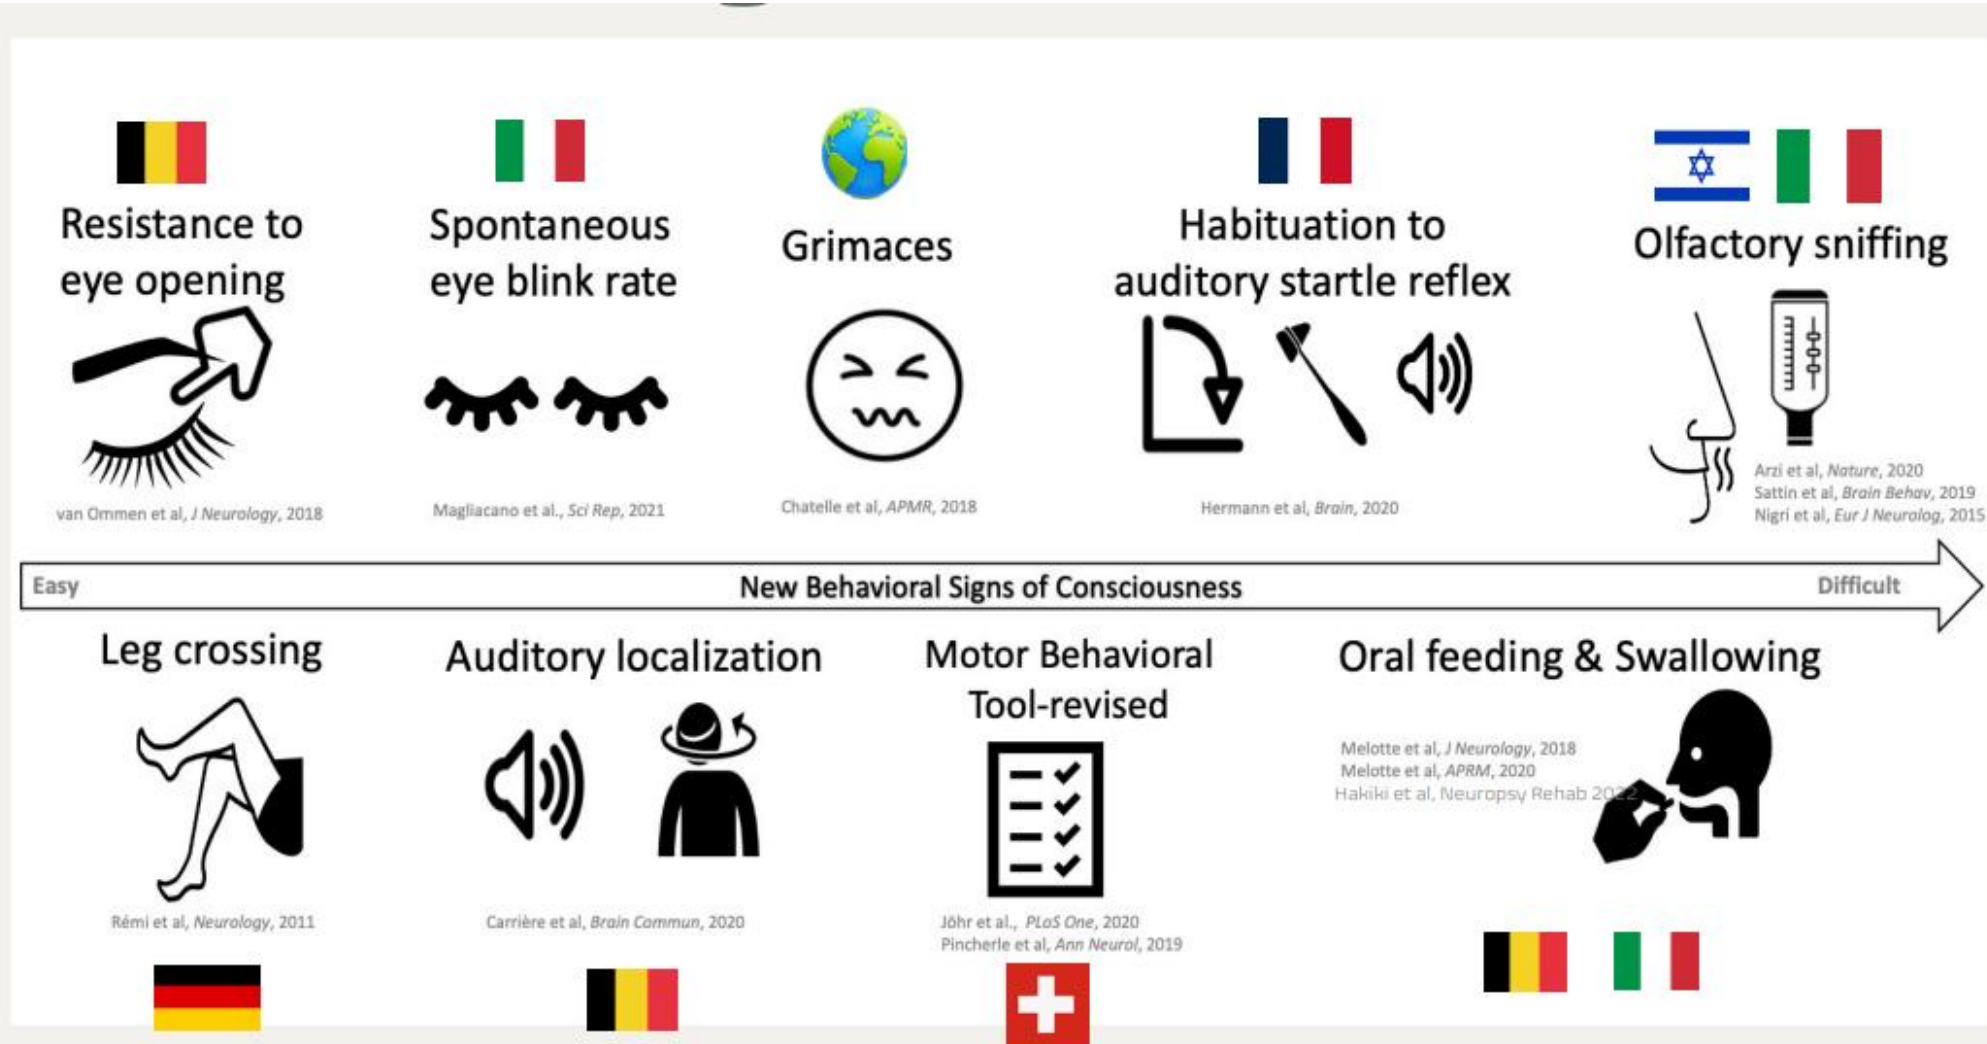 Resistance to
eye opening
van Ommen et al, J Neurology, 2018
Spontaneous
eye blink rate
Magliacano et al., Sci Rep, 2021
Grimaces
Chatelle et al, APMR, 2018
Habituation to
auditory startle reflex
Hermann et al, Brain, 2020
Olfactory sniffing
Arzi et al, Nature, 2020
Sattin et al, Brain Behav, 2019
Nigri et al, Eur J Neurolog, 2015
Easy
New Behavioral Signs of Consciousness
Difficult
Leg crossing
Rémi et al, Neurology, 2011
Auditory localization
Carrière et al, Brain Commun, 2020
Motor Behavioral
Tool-revised
Jöhr et al., PLoS One, 2020
Pincherle et al, Ann Neurol, 2019
Oral feeding & Swallowing
Melotte et al, J Neurology, 2018
Melotte et al, APRM, 2020
Hakiki et al, Neuropsy Rehab 2022